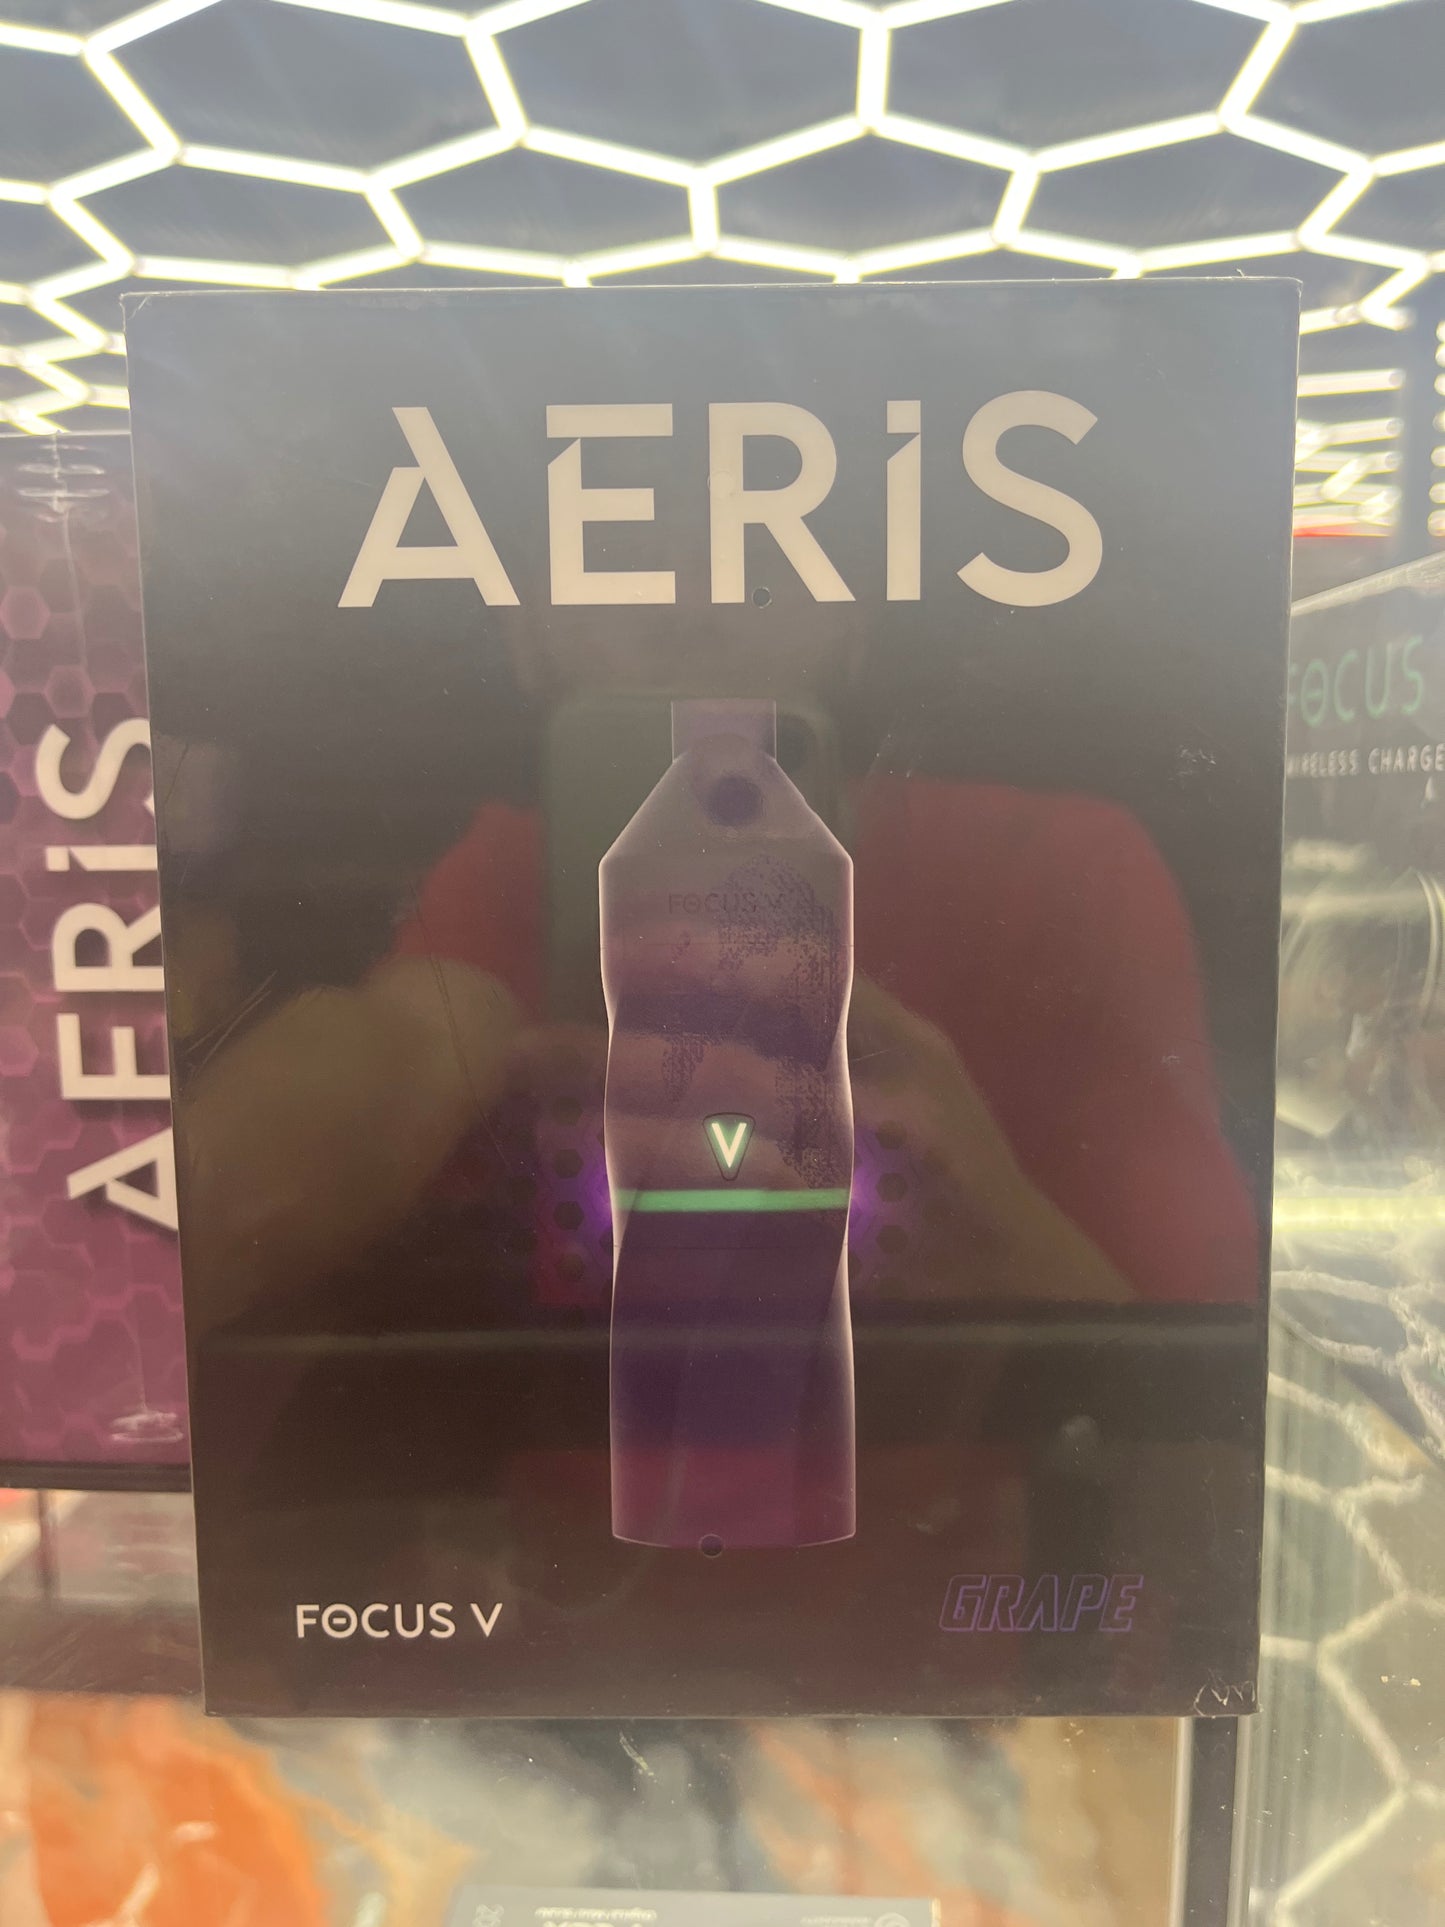 AERiS
FOCUS V
V
FOCUS V
GRAPE
AERiS
FOCUS
WIRELESS CHARGE